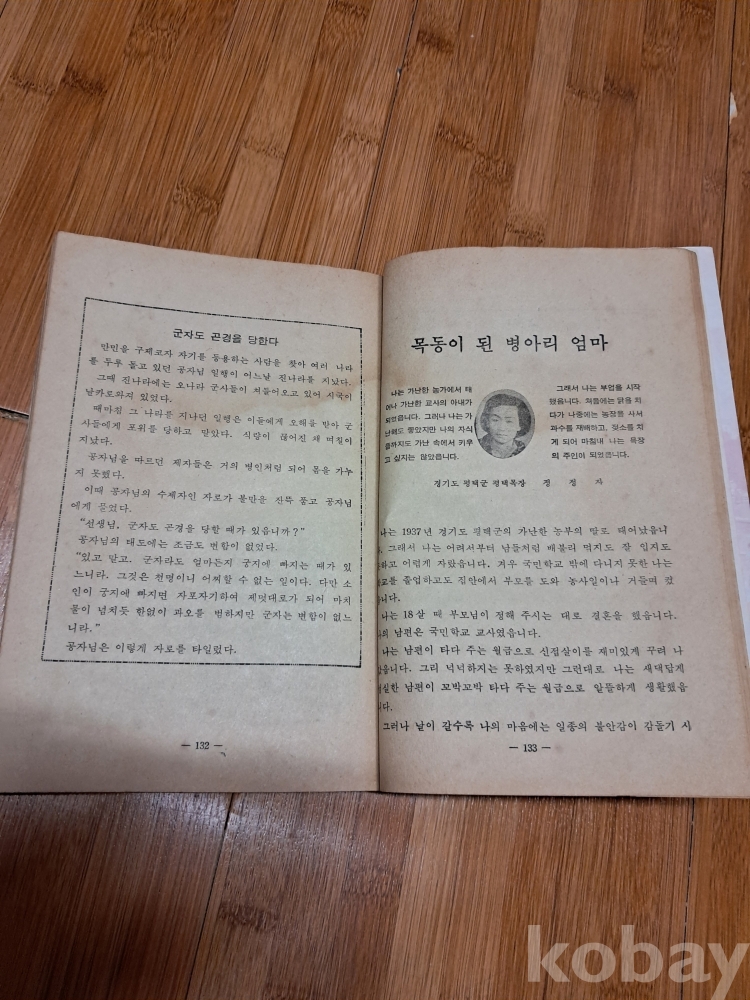 군자도 곤경을 당한다
만민을 구제코자 자기를 등용하는 사람을 찾아 여러 나라
를 두루 돌고 있던 공자님 일행이 어느날 진나라를 지났다.
그때 진나라에는 오나라 군사들이 쳐들어오고 있어 시국이
날카로와져 있었다.
때마침 그 나라를 지나던 일행은 이들에게 오해를 받아 군
사들에게 포위를 당하고 말았다. 식량이 끊어진 채 며칠이
지났다.
공자님을 따르던 제자들은 거의 병인처럼 되어 몸을 가누
지 못했다.
이때 공자님의 수제자인 자로가 불만을 잔뜩 품고 공자님
에게 물었다.
"선생님, 군자도 곤경을 당할 때가 있읍니까?"
공자님의 태도에는 조금도 변함이 없었다.
"있고 말고. 군자라도 얼마든지 궁지에 빠지는 때가 있
느니라. 그것은 천명이니 어찌할 수 없는 일이다. 다만 소
인이 궁지에 빠지면 자포자기하여 제멋대로가 되어 마치
물이 넘치듯 한없이 과오를 범하지만 군자는 변함이 없느
니라."
공자님은 이렇게 자로를 타일렀다.
— 132 —
목동이 된 병아리 엄마
나는 가난한 농가에서 태
어나 가난한 교사의 아내가
되었읍니다. 그러나 나는 가
난해도 좋았지만 나의 자식
들까지도 가난 속에서 키우
고 싶지는 않았읍니다.
그래서 나는 부업을 시작
했읍니다. 처음에는 닭을 치
다가 나중에는 농장을 사서
과수를 재배하고, 젖소를 치
게 되어 마침내 나는 목장
의 주인이 되었읍니다.
경기도 평택군 평택목장 정 정 자
나는 1937년 경기도 평택군의 가난한 농부의 딸로 태어났읍니
그래서 나는 어려서부터 남들처럼 배불리 먹지도 잘 입지도
하고 어렵게 자랐읍니다. 겨우 국민학교 밖에 다니지 못한 나는
교를 졸업하고도 집안에서 부모를 도와 농사일이나 거들며 컸
읍니다.
나는 18살 때 부모님이 정해 주시는 대로 결혼을 했읍니다.
의 남편은 국민학교 교사였읍니다.
나는 남편이 타다 주는 월급으로 신접살이를 재미있게 꾸려 나
갔읍니다. 그리 넉넉하지는 못하였지만 그런대로 나는 새댁답게
성실한 남편이 꼬박꼬박 타다 주는 월급으로 알뜰하게 생활했읍
니다.
그러나 날이 갈수록 나의 마음에는 일종의 불안감이 감돌기 시
— 133 —
kobay